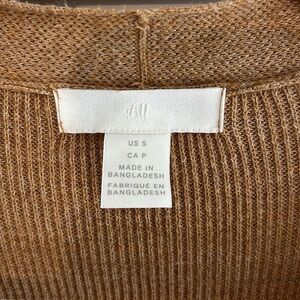 H&M
US S
CA P
MADE IN
BANGLADESH
FABRIQUÉ EN
BANGLADESH